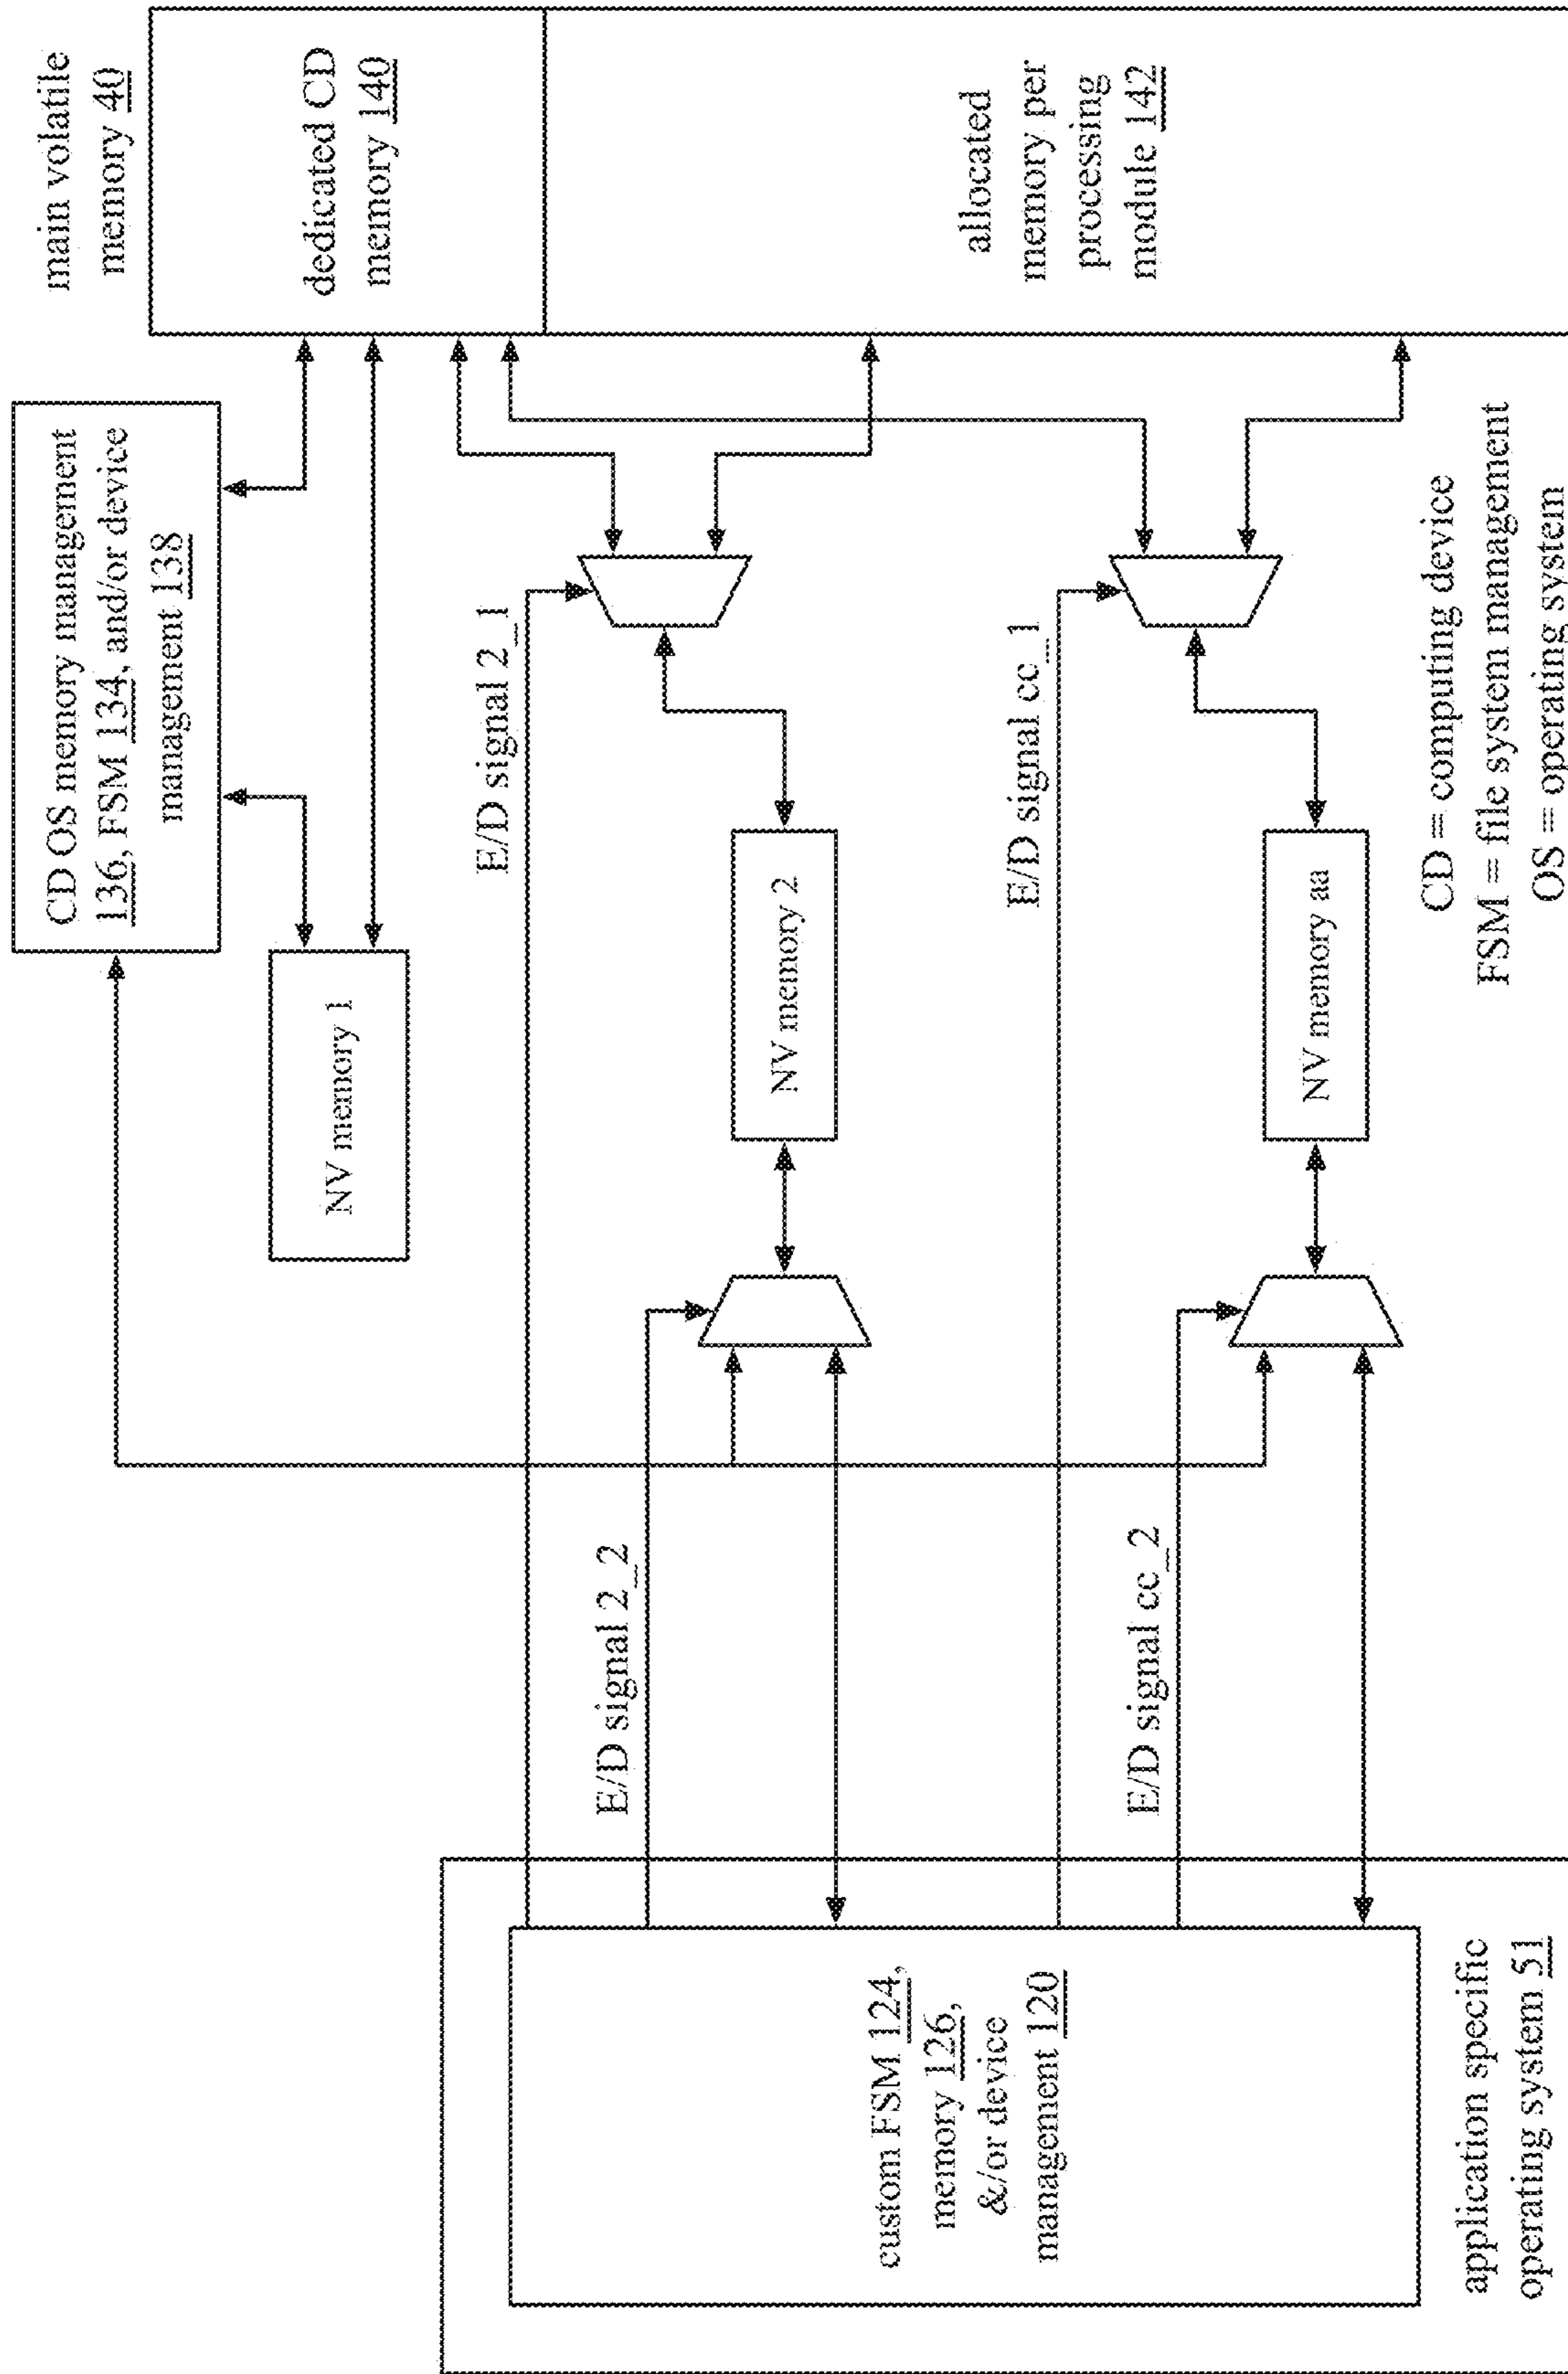 main volatile
memory 40
dedicated CD
memory 140
allocated
memory per
processing
module 142
CD OS memory management
136, FSM 134, and/or device
management 138
NV memory 1
E/D signal 2_1
NV memory 2
E/D signal 2_2
E/D signal cc_1
NV memory aa
E/D signal cc_2
custom FSM 124,
memory 126,
&/or device
management 120
application specific
operating system 51
CD = computing device
FSM = file system management
OS = operating system